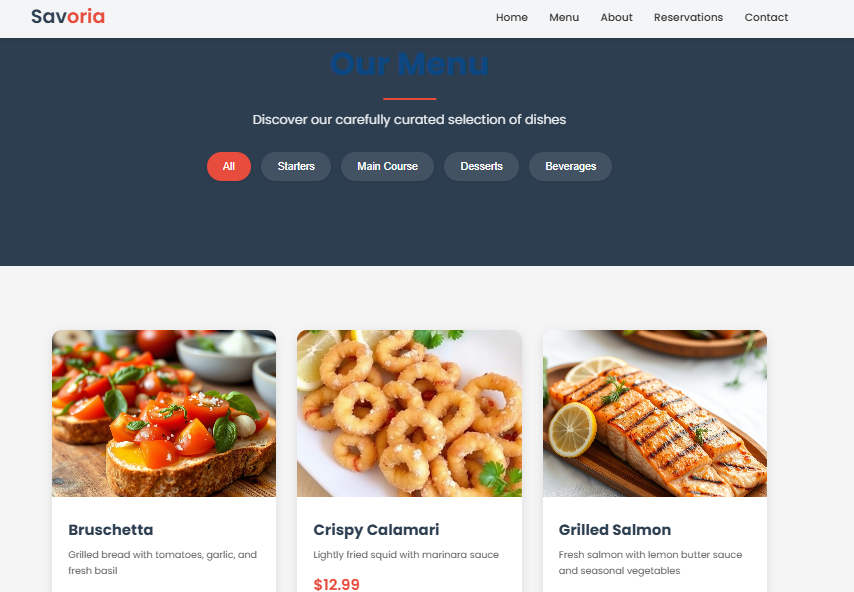 Savoria
Home Menu About Reservations Contact
Our Menu
Discover our carefully curated selection of dishes
All Starters Main Course Desserts Beverages
Bruschetta
Grilled bread with tomatoes, garlic, and
fresh basil
Crispy Calamari
Lightly fried squid with marinara sauce
$12.99
Grilled Salmon
Fresh salmon with lemon butter sauce
and seasonal vegetables